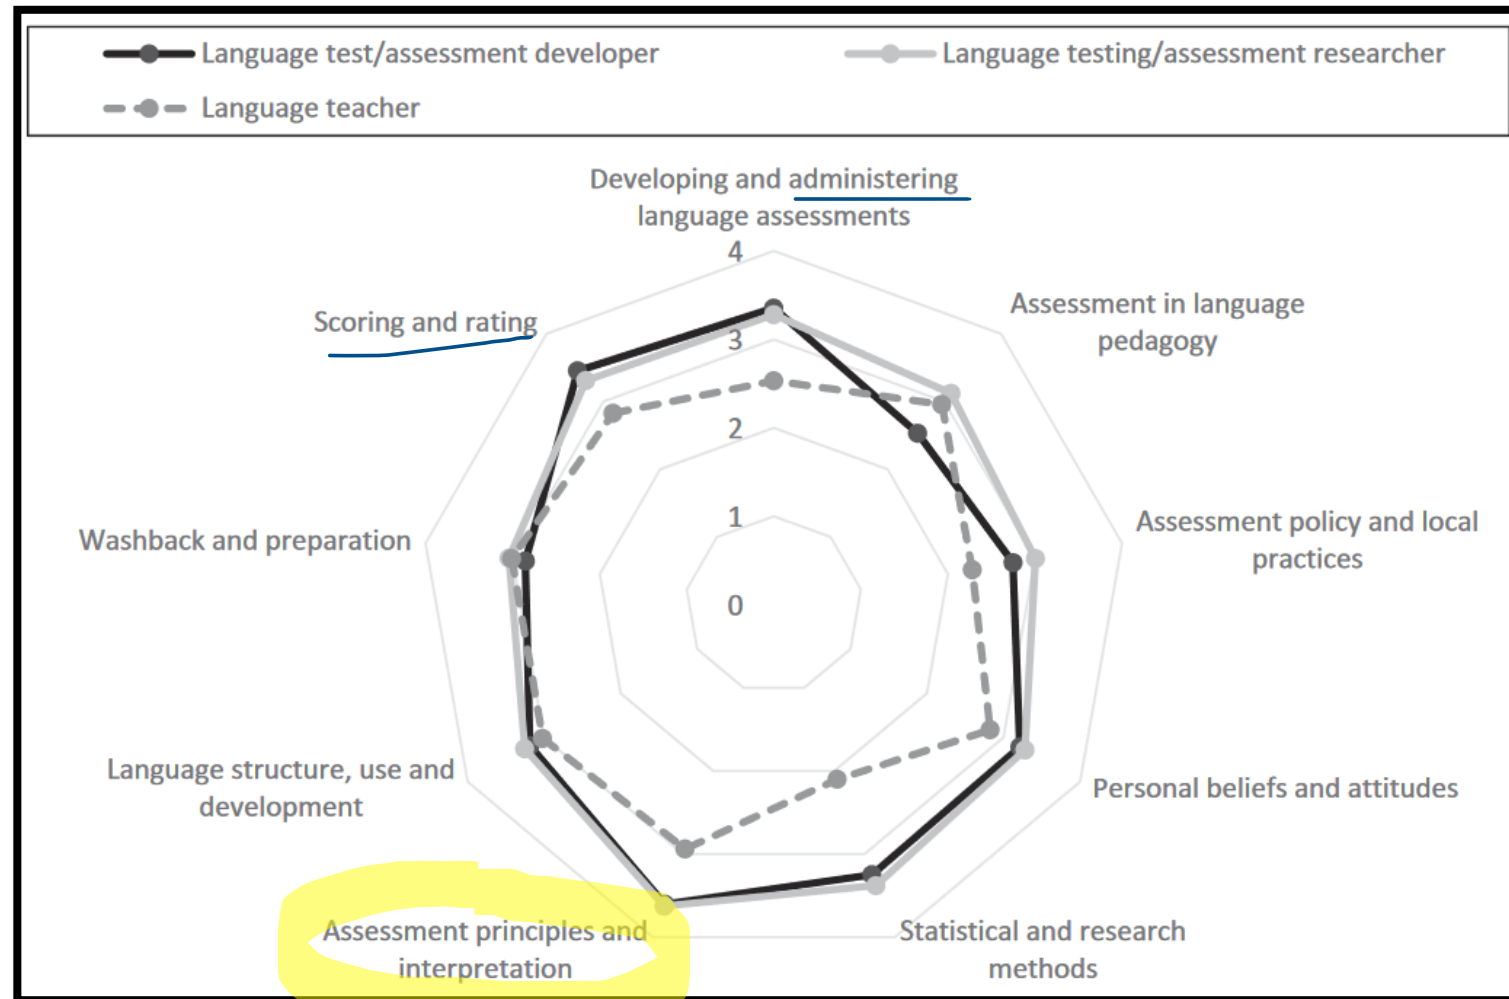 Language test/assessment developer
Language testing/assessment researcher
Language teacher
Developing and administering
language assessments
4
3
2
1
0
Assessment in language
pedagogy
Assessment policy and local
practices
Personal beliefs and attitudes
Statistical and research
methods
Assessment principles and
interpretation
Language structure, use and
development
Washback and preparation
Scoring and rating